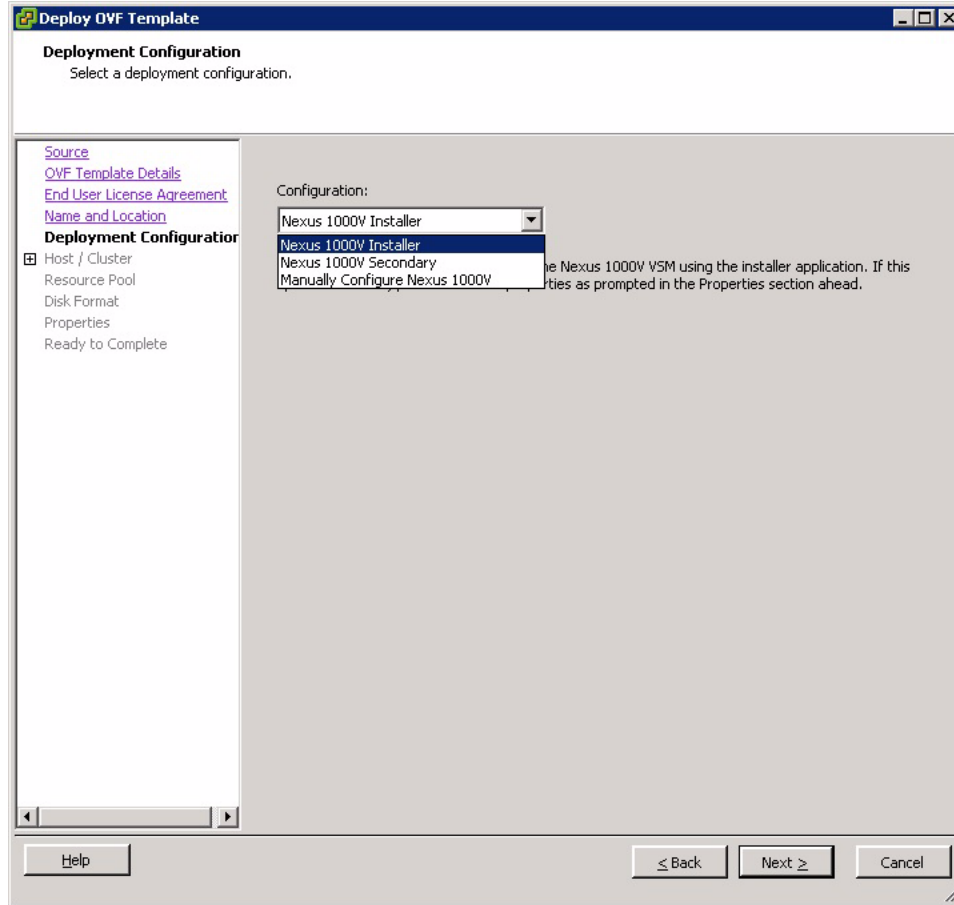 Deploy OVF Template
Deployment Configuration
Select a deployment configuration.
Source
OVF Template Details
End User License Agreement
Name and Location
Deployment Configuration
Host / Cluster
Resource Pool
Disk Format
Properties
Ready to Complete
Configuration:
Nexus 1000V Installer
Nexus 1000V Installer
Nexus 1000V Secondary
Manually Configure Nexus 1000V
Nexus 1000V VSM using the installer application. If this
as prompted in the Properties section ahead.
Help
< Back
Next >
Cancel